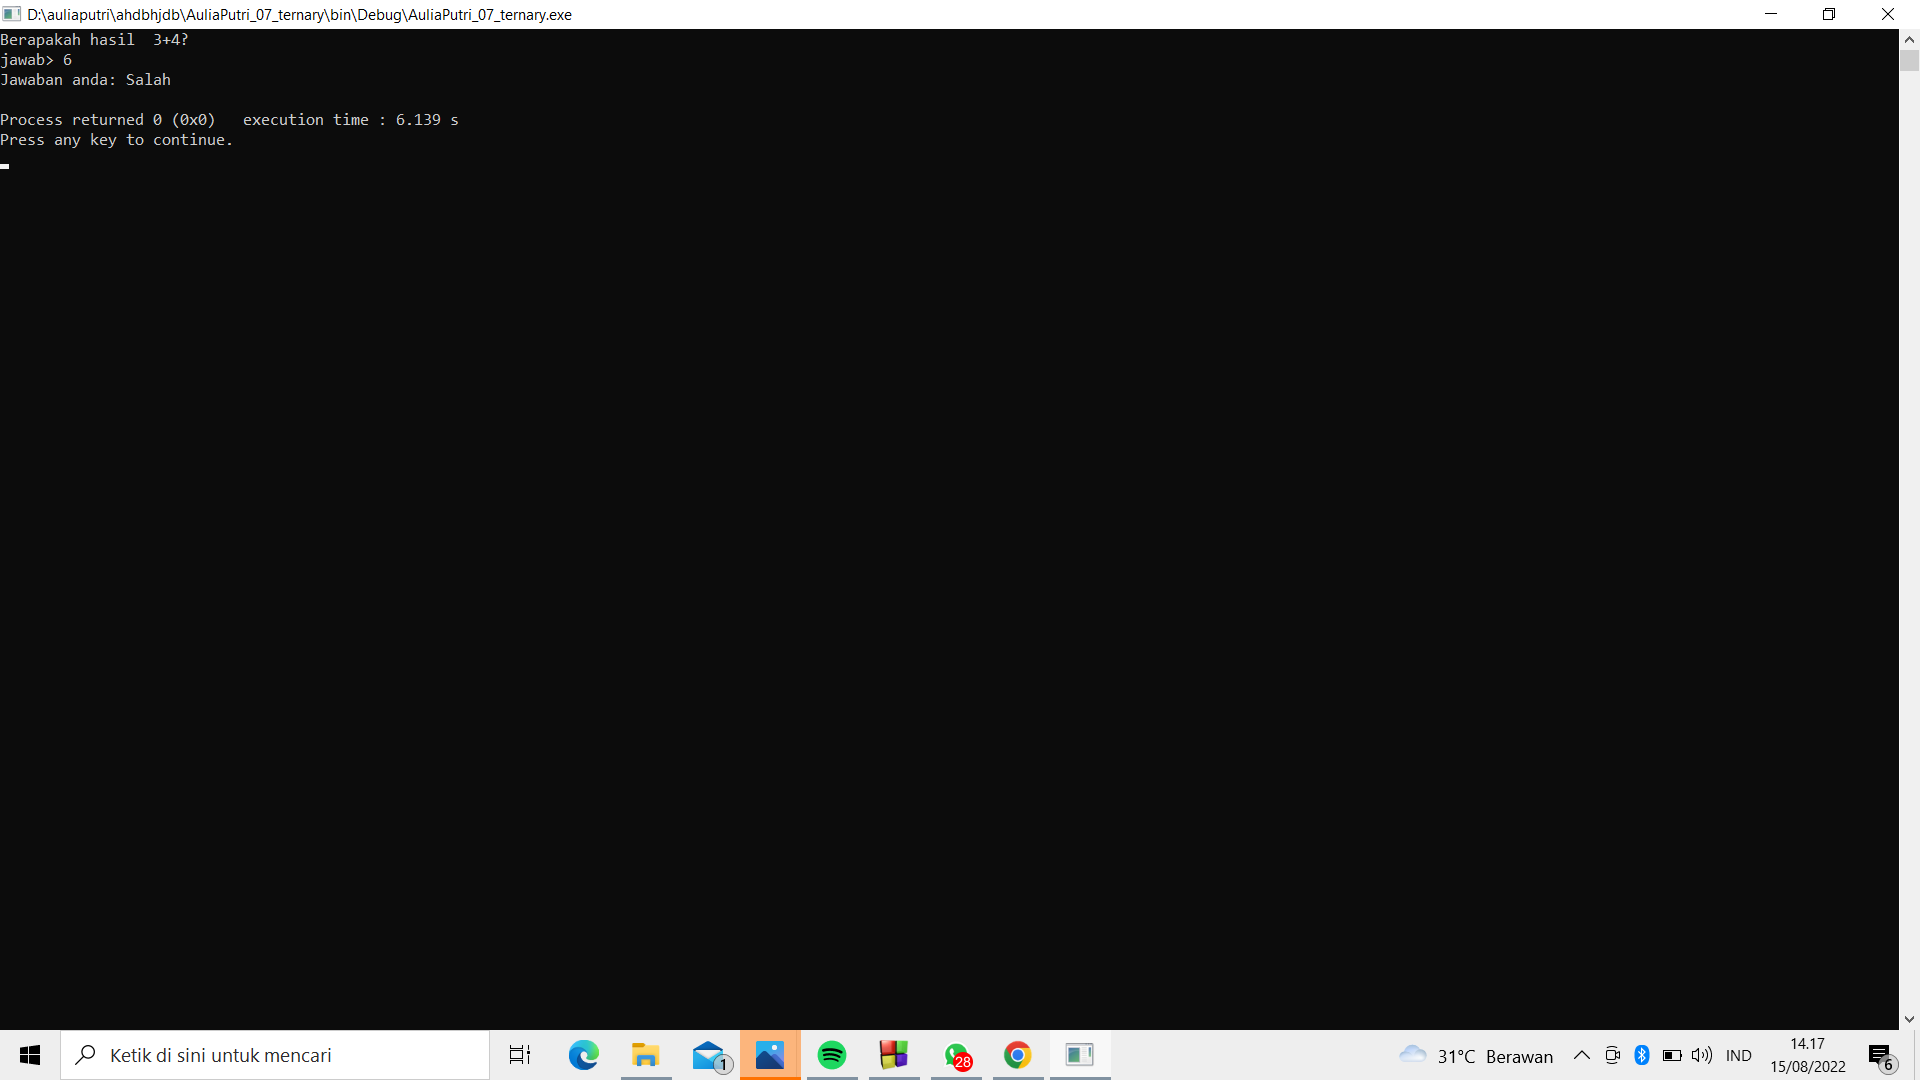 D:\auliaputri\ahdbhjdb\AuliaPutri_07_ternary\bin\Debug\AuliaPutri_07_ternary.exe
Berapakah hasil  3+4?
jawab> 6
Jawaban anda: Salah
Process returned 0 (0x0)   execution time : 6.139 s
Press any key to continue.
Ketik di sini untuk mencari
1
28
31°C  Berawan
IND
14.17
15/08/2022
6